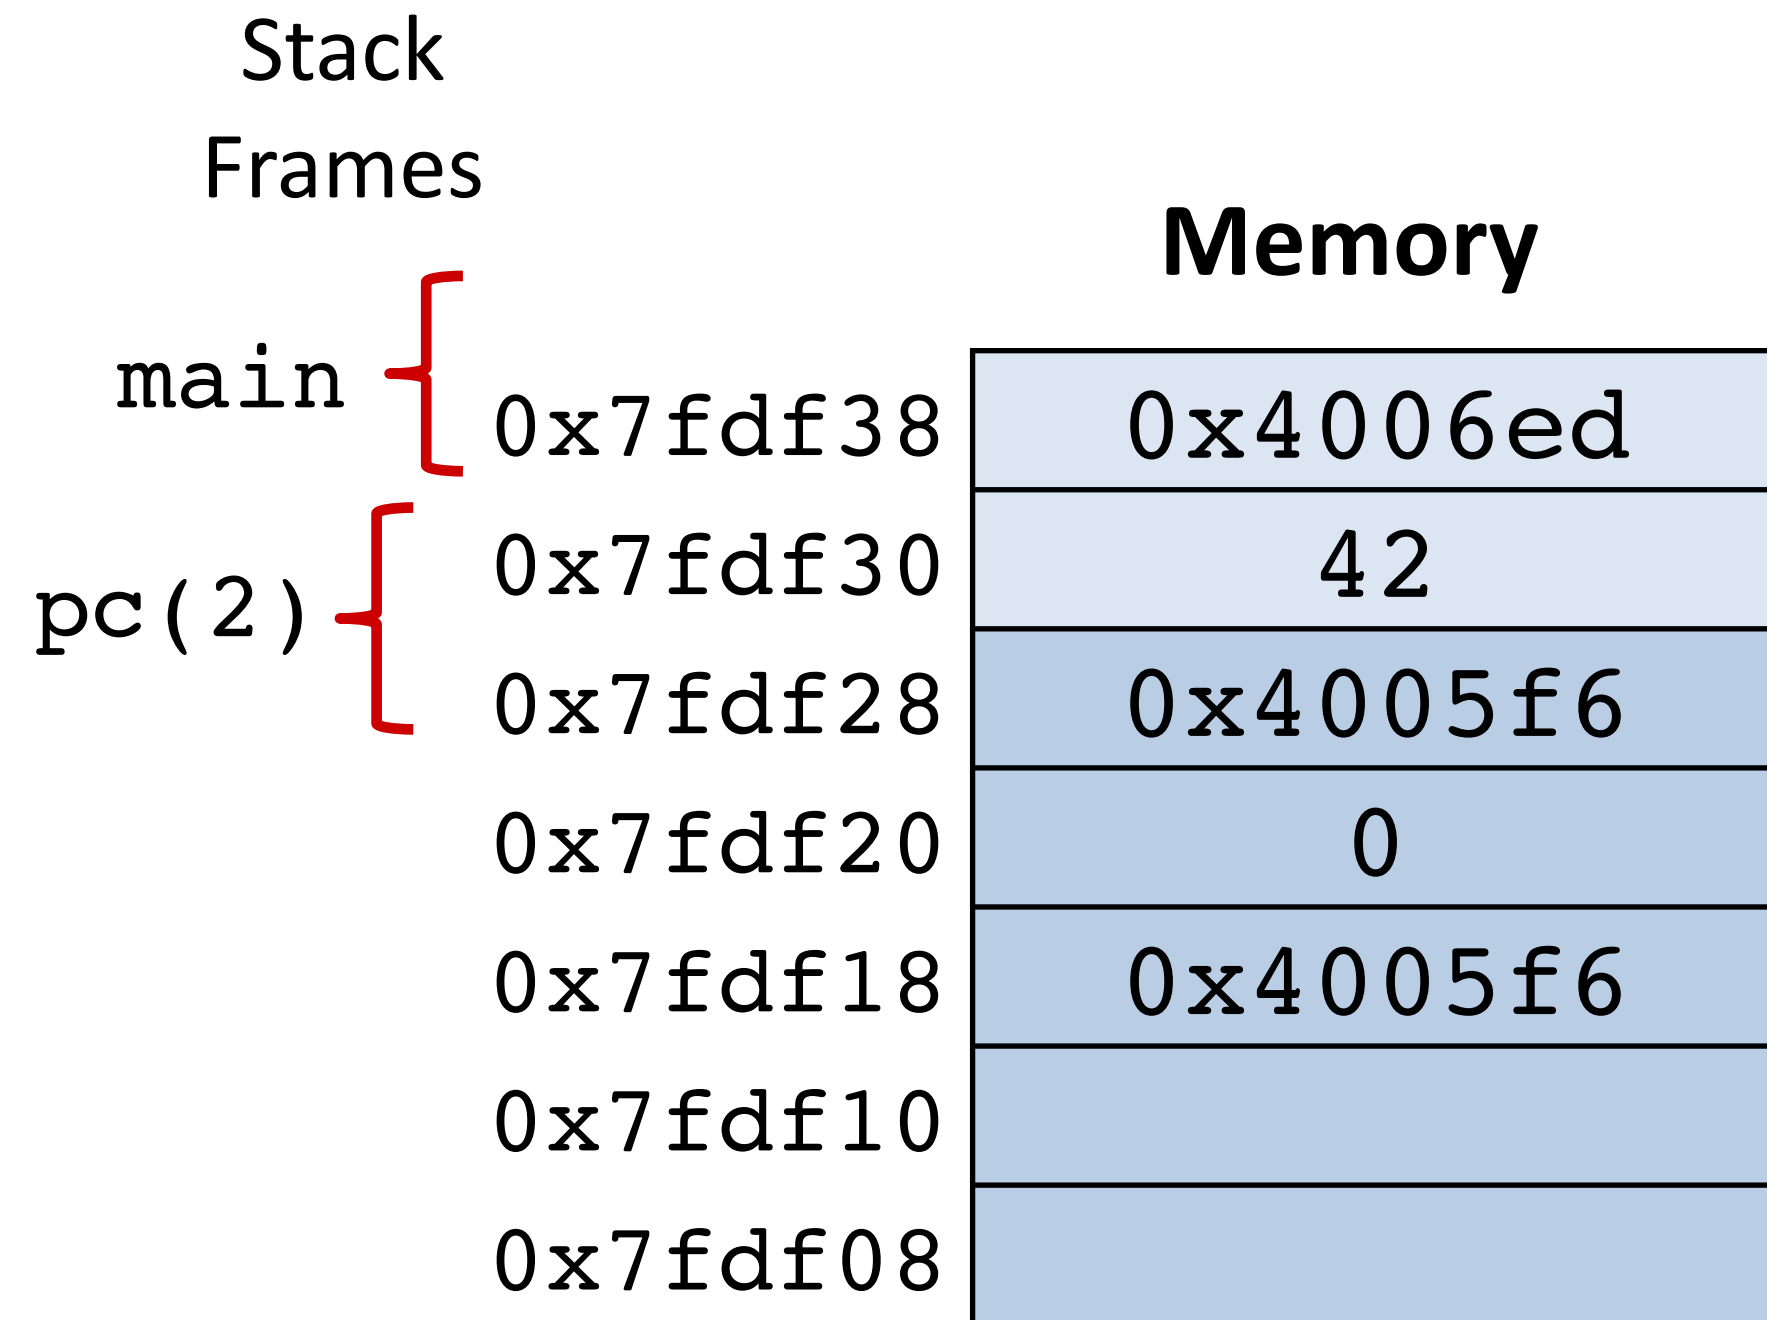 Stack
Frames
Memory
main
0x7fdf38 0x4006ed
0x7fdf30 42
pc(2)
0x7fdf28 0x4005f6
0x7fdf20 0
0x7fdf18 0x4005f6
0x7fdf10
0x7fdf08